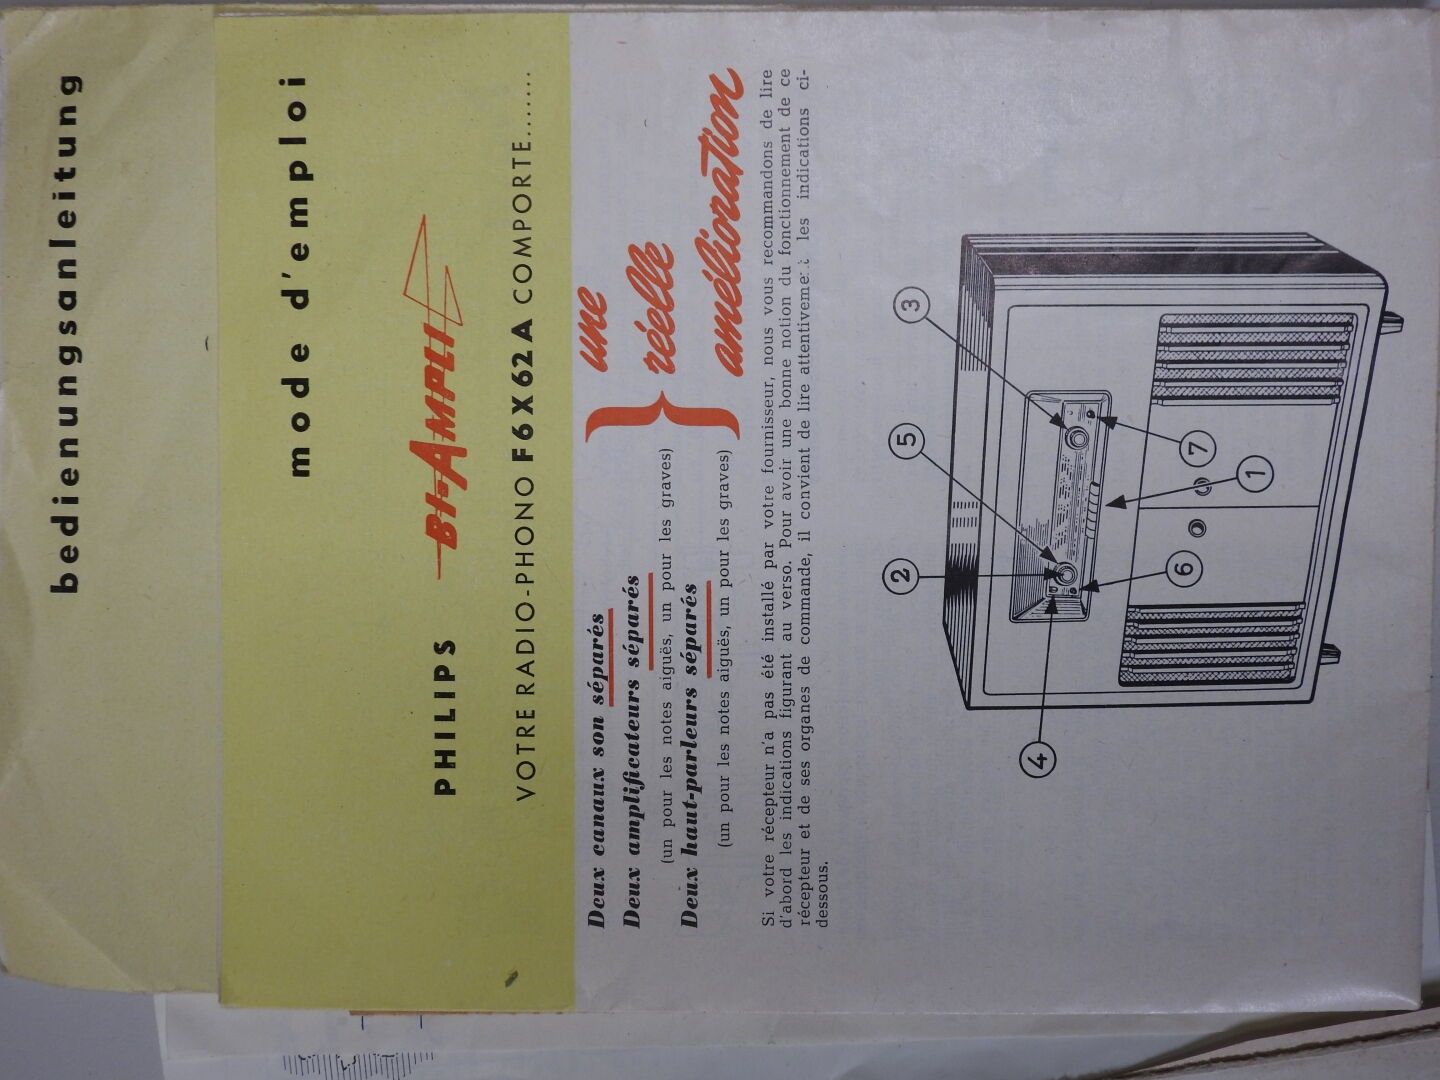 bedienungsanleitung
mode d'emploi
PHILIPS BI-AMPLI
VOTRE RADIO-PHONO F6X62A COMPORTE.......
Deux canaux son séparés
Deux amplificateurs séparés
(un pour les notes aiguës, un pour les graves)
Deux haut-parleurs séparés
(un pour les notes aiguës, un pour les graves)
}
une
réelle
amélioration
Si votre récepteur n'a pas été installé par votre fournisseur, nous vous recommandons de lire
d'abord les indications figurant au verso. Pour avoir une bonne notion du fonctionnement de ce
récepteur et de ses organes de commande, il convient de lire attentivement les indications ci-
dessous.
4
2
5
3
6
1
7